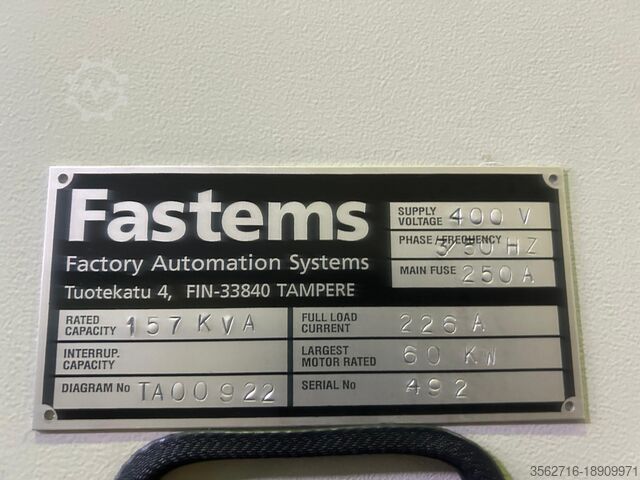 Fastems
Factory Automation Systems
Tuotekatu 4, FIN-33840 TAMPERE
SUPPLY VOLTAGE 400 V
PHASE/FREQUENCY 3/50 HZ
MAIN FUSE 250 A
RATED CAPACITY 157 KVA
FULL LOAD CURRENT 226 A
INTERRUP. CAPACITY
LARGEST MOTOR RATED 60 KW
DIAGRAM No TA00922
SERIAL No 492
3562716-18909971